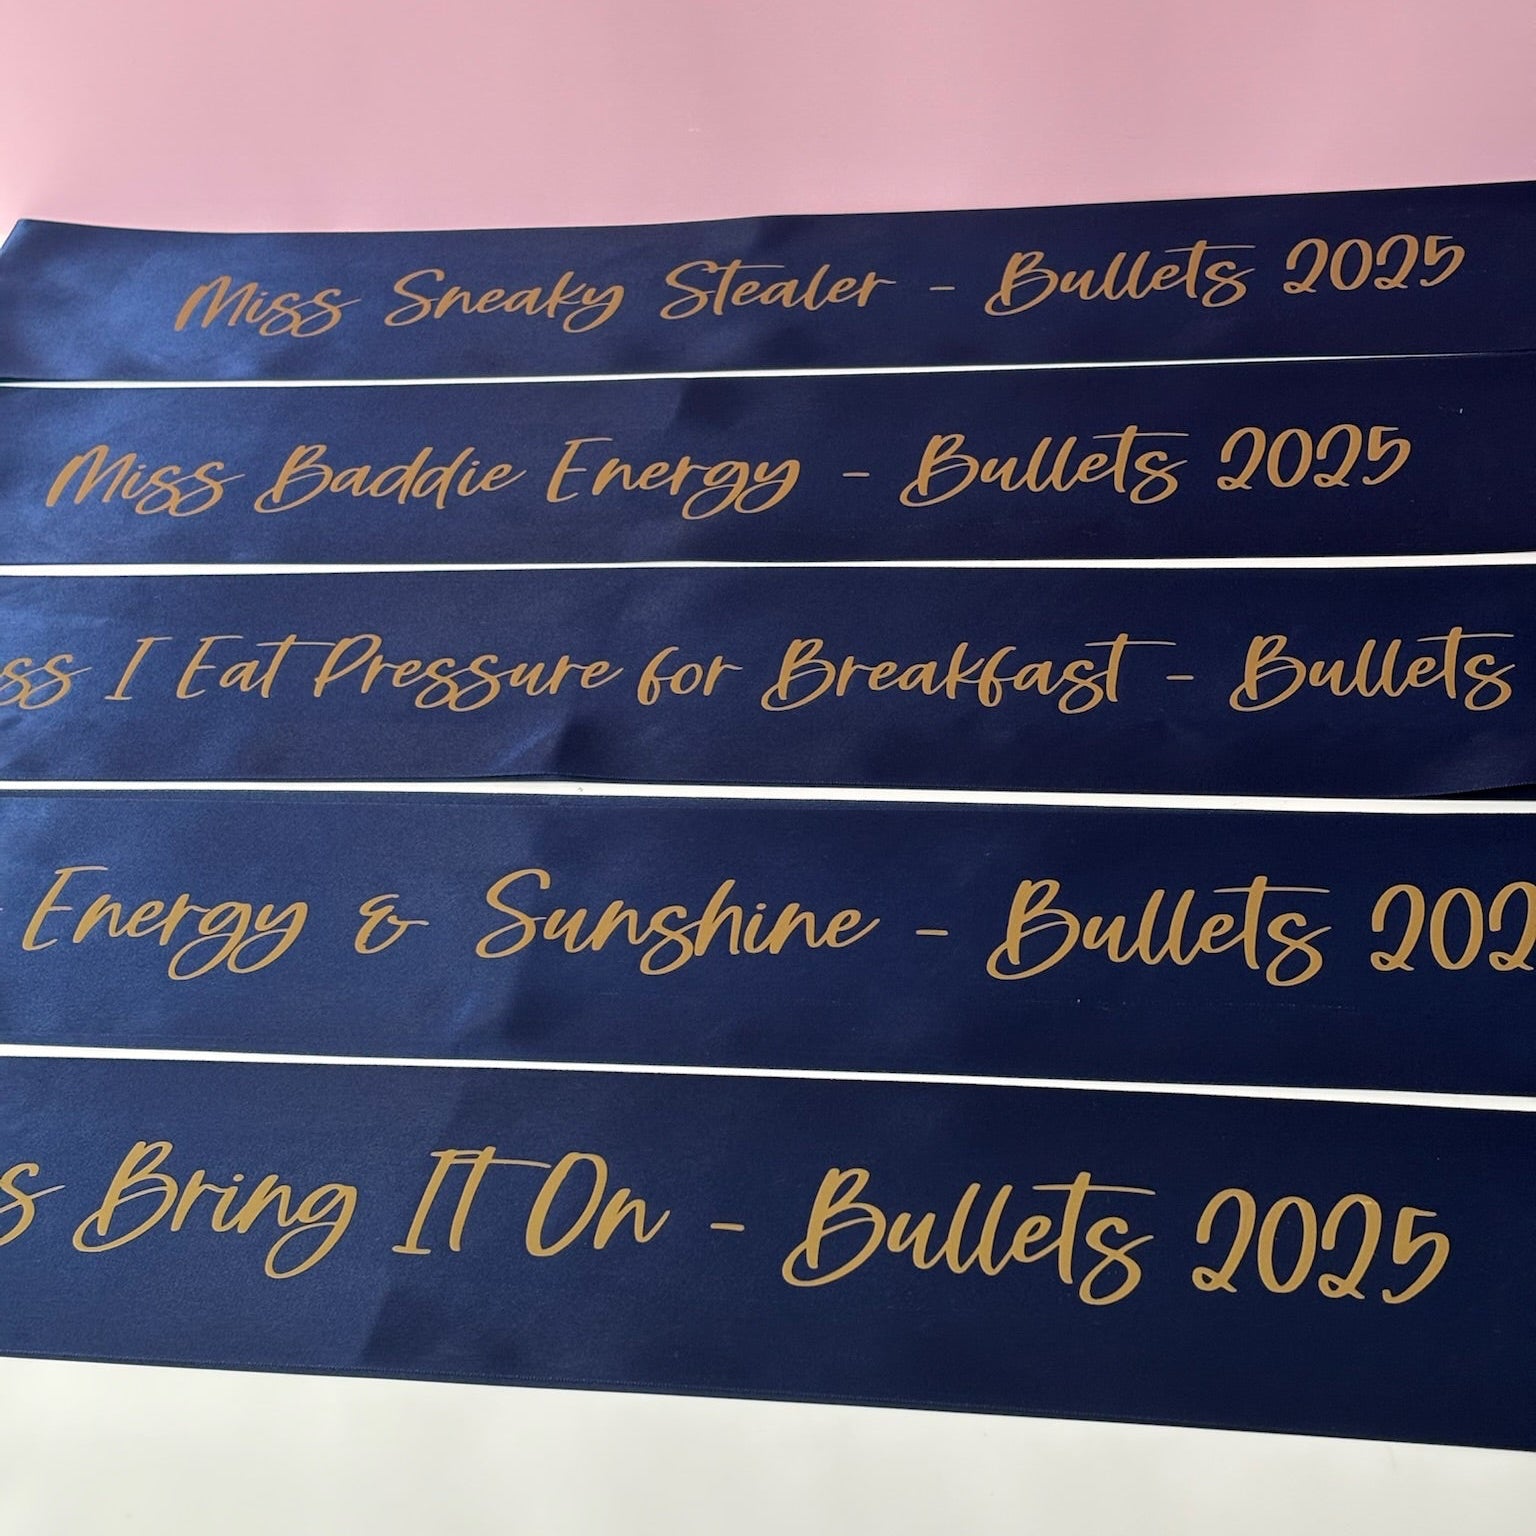 Miss Sneaky Stealer - Bullets 2025
Miss Baddie Energy - Bullets 2025
ss I Eat Pressure for Breakfast - Bullets
Energy & Sunshine - Bullets 202
s Bring It On - Bullets 2025